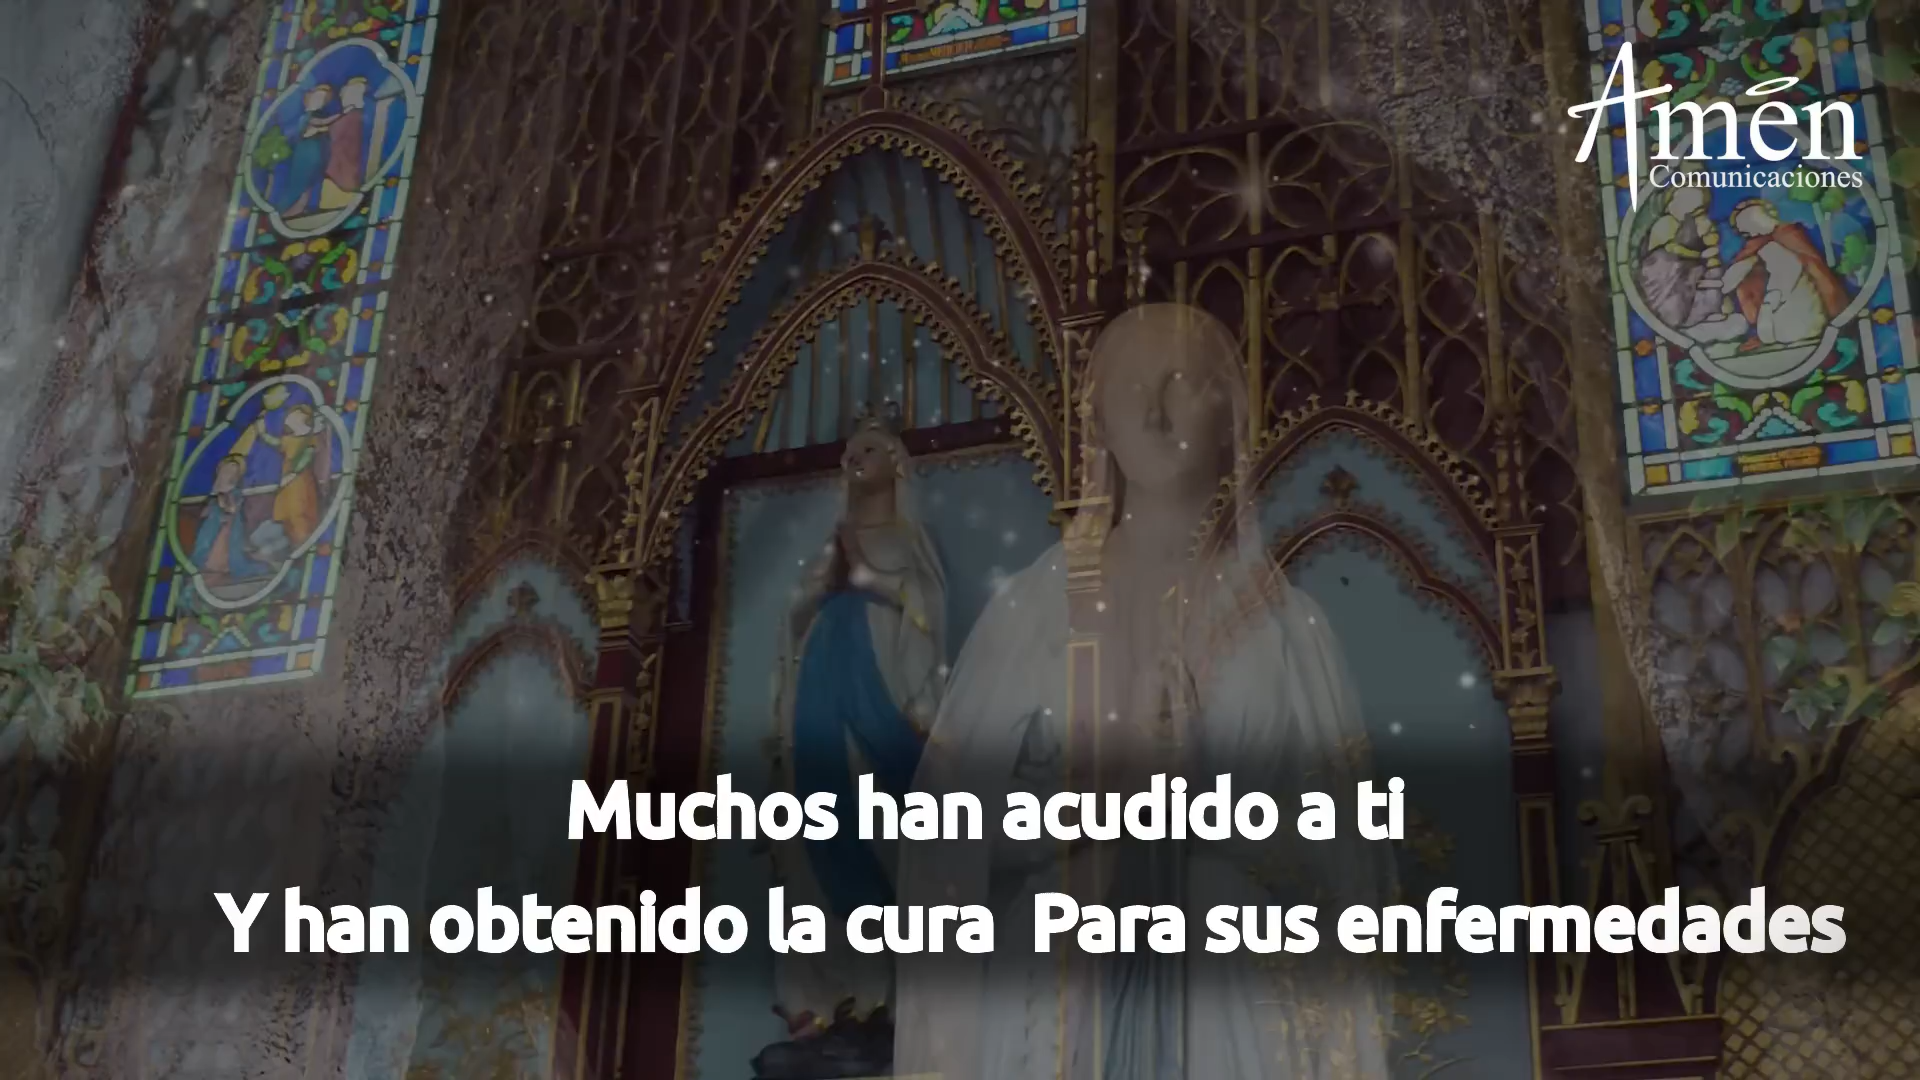 Amén
Comunicaciones
Muchos han acudido a ti
Y han obtenido la cura  Para sus enfermedades